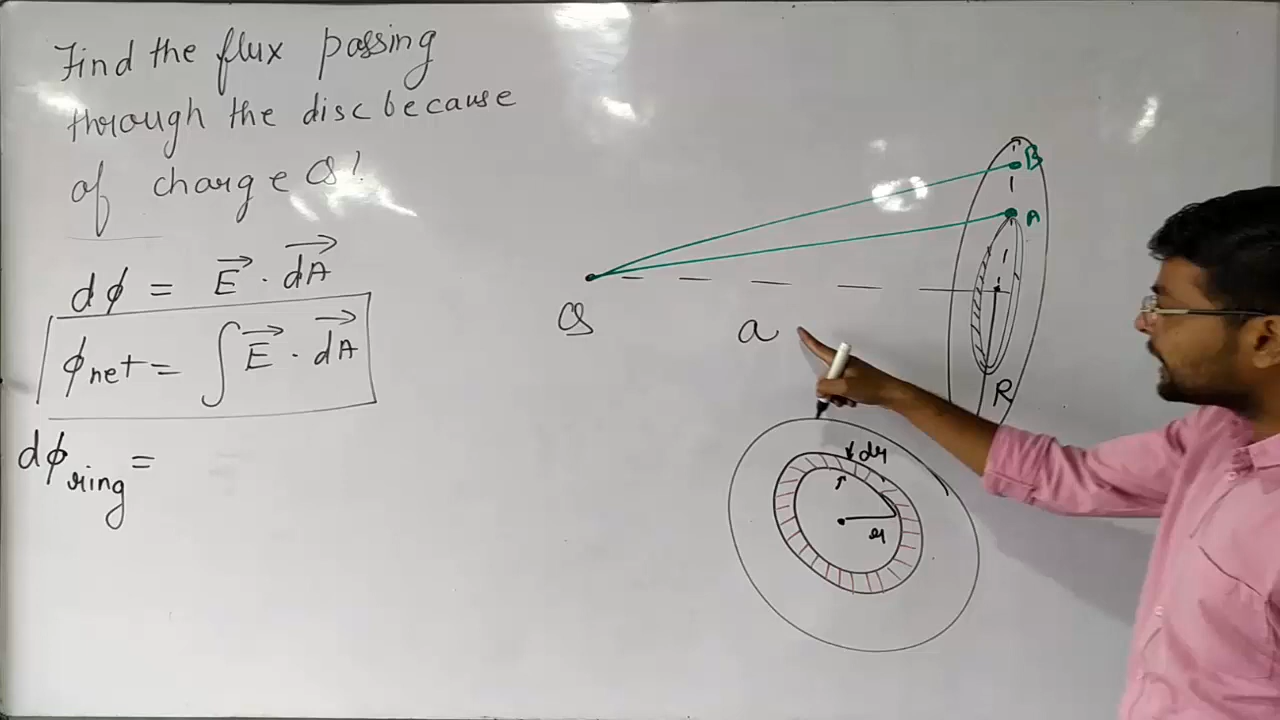 Find the flux passing
through the disc because
of charge Q!
dϕ = E⃗ · dA⃗
ϕnet = ∫ E⃗ · dA⃗
dϕring =
B
A
Q
a
R
dr
r